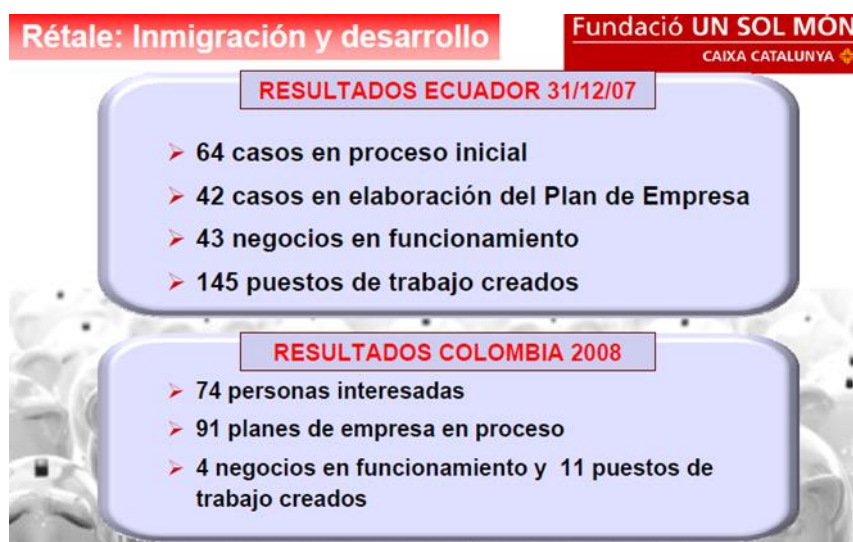 Rétale: Inmigración y desarrollo
Fundació UN SOL MÓN
CAIXA CATALUNYA
RESULTADOS ECUADOR 31/12/07
64 casos en proceso inicial
42 casos en elaboración del Plan de Empresa
43 negocios en funcionamiento
145 puestos de trabajo creados
RESULTADOS COLOMBIA 2008
74 personas interesadas
91 planes de empresa en proceso
4 negocios en funcionamiento y 11 puestos de
trabajo creados